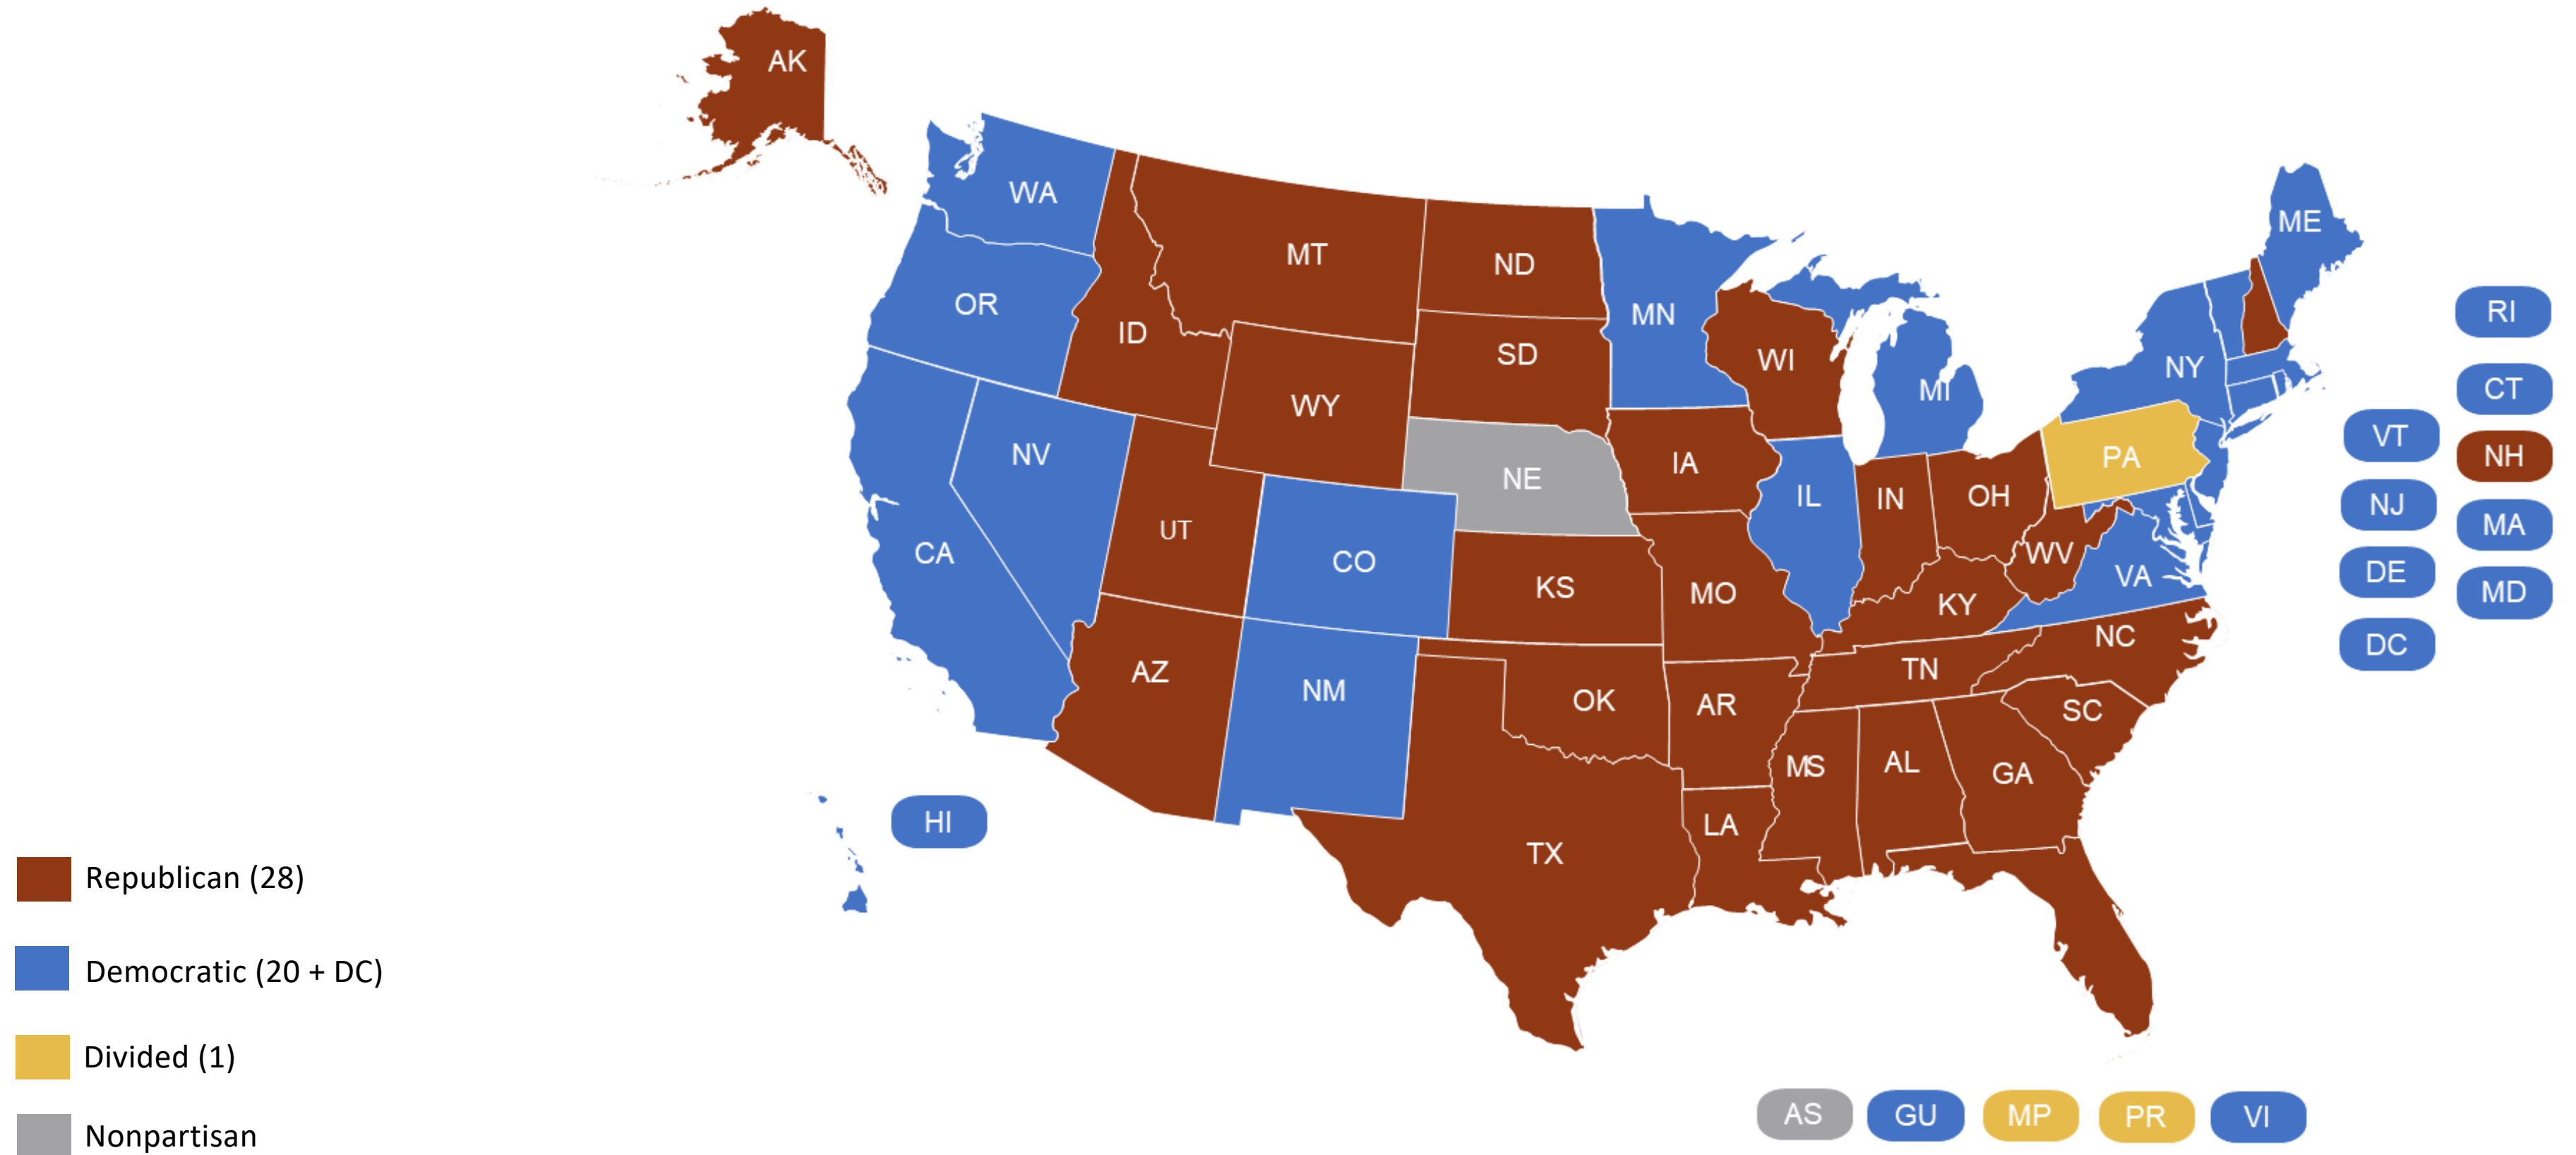 AK
WA
ME
MT
ND
OR
MN
RI
ID
SD
WI
NY
CT
MI
WY
VT
NV
PA
NH
IA
NE
IL
IN
OH
NJ
MA
UT
CA
CO
WV
VA
DE
KS
MO
KY
MD
NC
DC
AZ
TN
NM
OK
AR
SC
MS
AL
GA
HI
LA
TX
Republican (28)
Democratic (20 + DC)
Divided (1)
Nonpartisan
AS
GU
MP
PR
VI